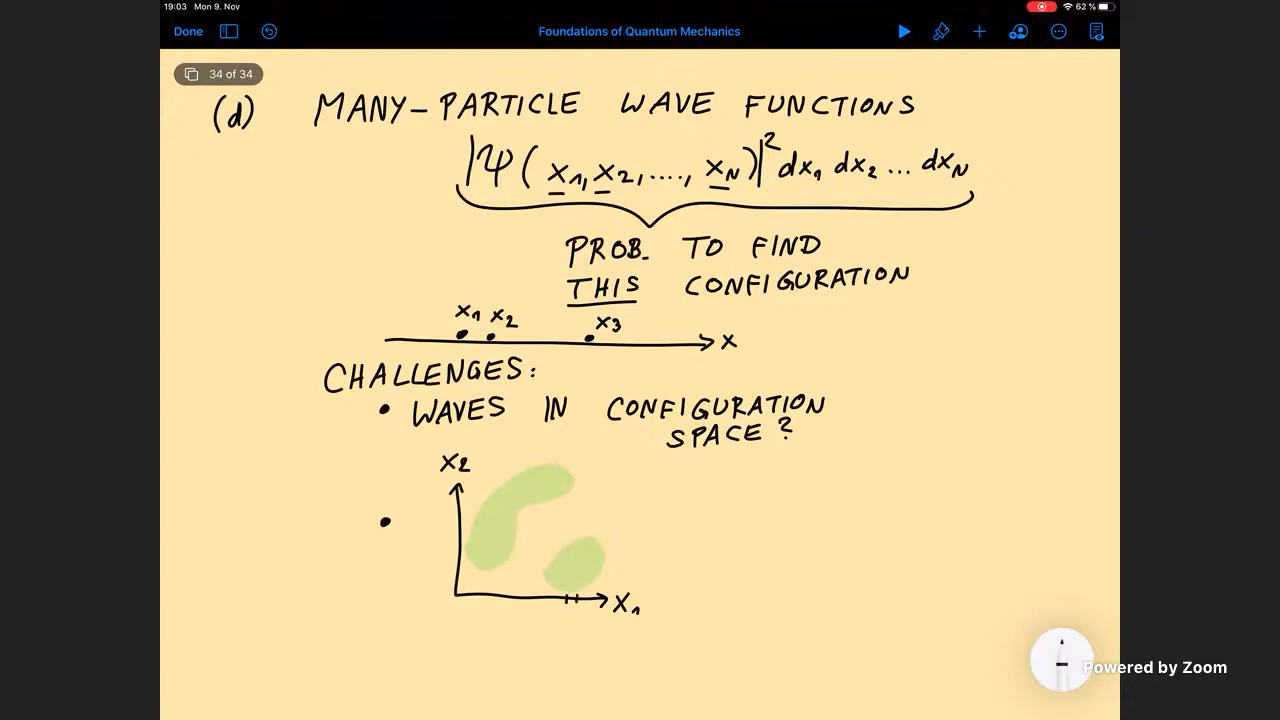 19:03 Mon 9. Nov
62 %
Done
Foundations of Quantum Mechanics
34 of 34
(d) MANY-PARTICLE WAVE FUNCTIONS
|Ψ( x₁, x₂, ...., x_N )|² dx₁ dx₂ ... dx_N
PROB. TO FIND
THIS CONFIGURATION
x₁ x₂ x₃
x
CHALLENGES:
• WAVES IN CONFIGURATION
SPACE?
x₂
•
x₁
Powered by Zoom